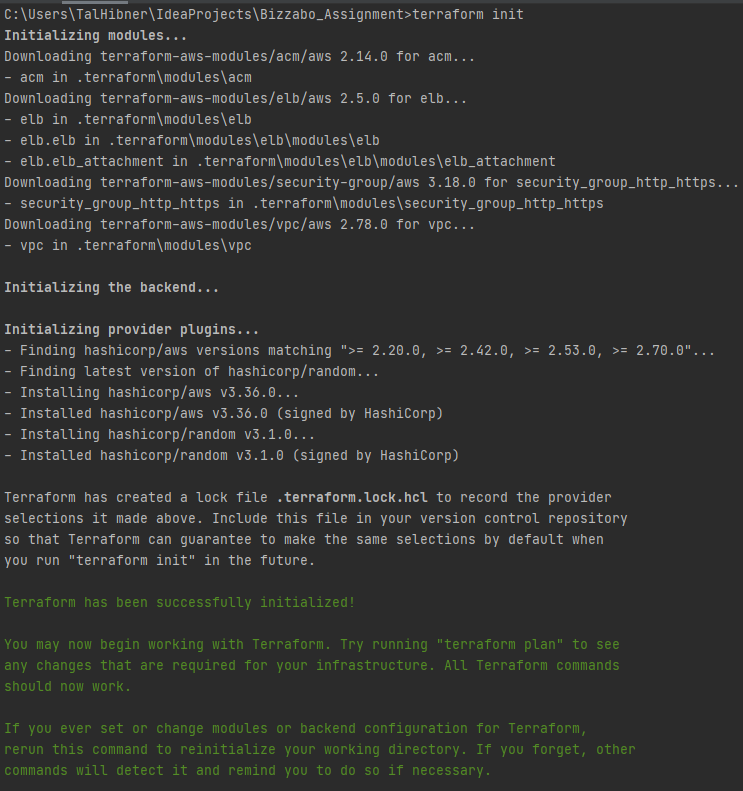 C:\Users\TalHibner\IdeaProjects\Bizzabo_Assignment>terraform init
Initializing modules...
Downloading terraform-aws-modules/acm/aws 2.14.0 for acm...
- acm in .terraform\modules\acm
Downloading terraform-aws-modules/elb/aws 2.5.0 for elb...
- elb in .terraform\modules\elb
- elb.elb in .terraform\modules\elb\modules\elb
- elb.elb_attachment in .terraform\modules\elb\modules\elb_attachment
Downloading terraform-aws-modules/security-group/aws 3.18.0 for security_group_http_https...
- security_group_http_https in .terraform\modules\security_group_http_https
Downloading terraform-aws-modules/vpc/aws 2.78.0 for vpc...
- vpc in .terraform\modules\vpc

Initializing the backend...

Initializing provider plugins...
- Finding hashicorp/aws versions matching ">= 2.20.0, >= 2.42.0, >= 2.53.0, >= 2.70.0"...
- Finding latest version of hashicorp/random...
- Installing hashicorp/aws v3.36.0...
- Installed hashicorp/aws v3.36.0 (signed by HashiCorp)
- Installing hashicorp/random v3.1.0...
- Installed hashicorp/random v3.1.0 (signed by HashiCorp)

Terraform has created a lock file .terraform.lock.hcl to record the provider
selections it made above. Include this file in your version control repository
so that Terraform can guarantee to make the same selections by default when
you run "terraform init" in the future.

Terraform has been successfully initialized!

You may now begin working with Terraform. Try running "terraform plan" to see
any changes that are required for your infrastructure. All Terraform commands
should now work.

If you ever set or change modules or backend configuration for Terraform,
rerun this command to reinitialize your working directory. If you forget, other
commands will detect it and remind you to do so if necessary.